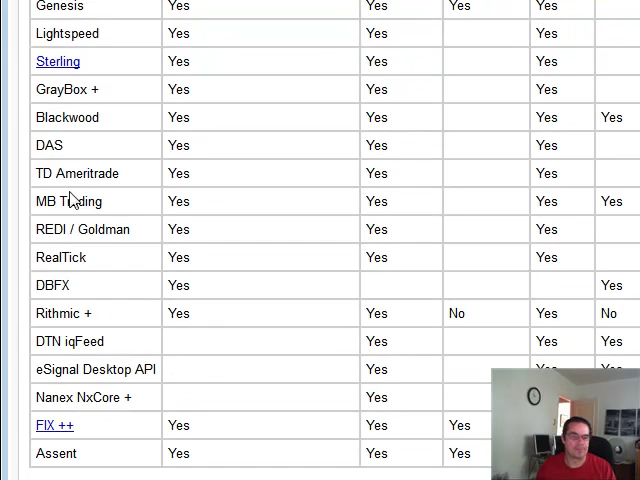 Genesis Yes Yes Yes Yes
Lightspeed Yes Yes Yes
Sterling Yes Yes Yes
GrayBox + Yes Yes Yes
Blackwood Yes Yes Yes Yes
DAS Yes Yes Yes
TD Ameritrade Yes Yes Yes
MB Trading Yes Yes Yes Yes
REDI / Goldman Yes Yes Yes
RealTick Yes Yes Yes
DBFX Yes Yes
Rithmic + Yes Yes No Yes No
DTN iqFeed Yes Yes Yes
eSignal Desktop API Yes Yes Yes
Nanex NxCore + Yes
FIX ++ Yes Yes Yes
Assent Yes Yes Yes